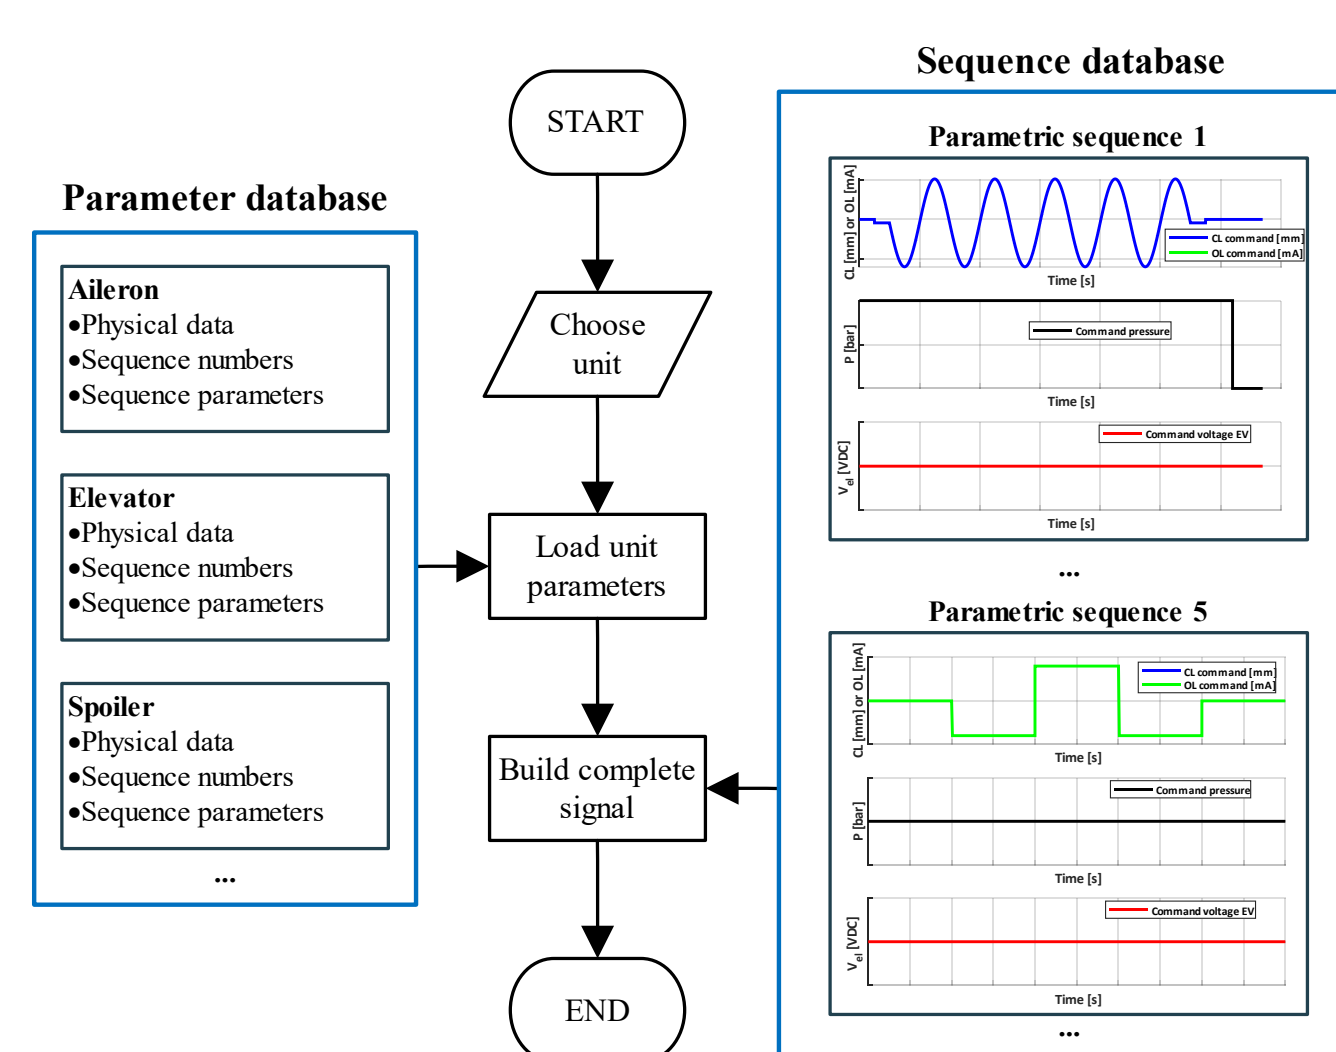 Parameter database
Aileron
•Physical data
•Sequence numbers
•Sequence parameters
Elevator
•Physical data
•Sequence numbers
•Sequence parameters
Spoiler
•Physical data
•Sequence numbers
•Sequence parameters
...
START
Choose
unit
Load unit
parameters
Build complete
signal
END
Sequence database
Parametric sequence 1
CL [mm] or OL [mA]
CL command [mm]
OL command [mA]
Time [s]
P [bar]
Command pressure
Time [s]
Vel [VDC]
Command voltage EV
Time [s]
...
Parametric sequence 5
CL [mm] or OL [mA]
CL command [mm]
OL command [mA]
Time [s]
P [bar]
Command pressure
Time [s]
Vel [VDC]
Command voltage EV
Time [s]
...